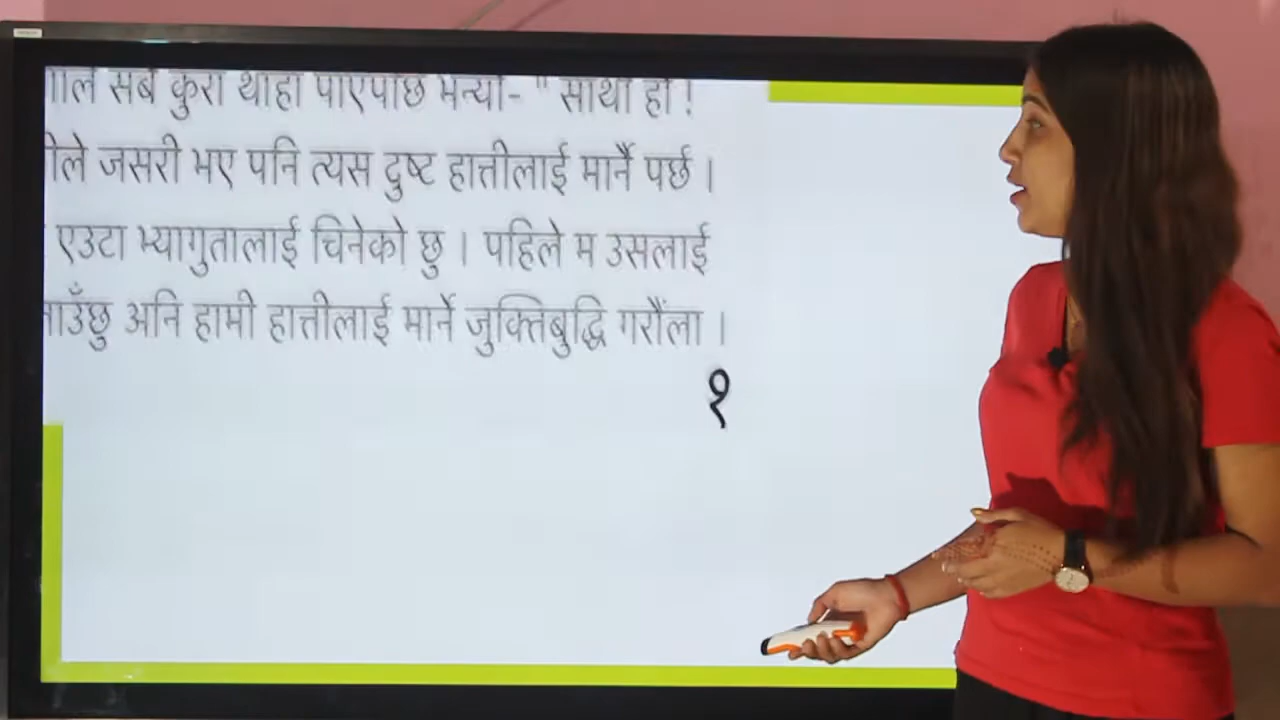 सबै कुरा थाहा पाएपछि भन्यो- " साथी हो !
जसरी भए पनि त्यस दुष्ट हात्तीलाई मार्नै पर्छ ।
एउटा भ्यागुतालाई चिनेको छु । पहिले म उसलाई
अनि हामी हात्तीलाई मार्ने जुक्तिबुद्धि गरौंला ।
१